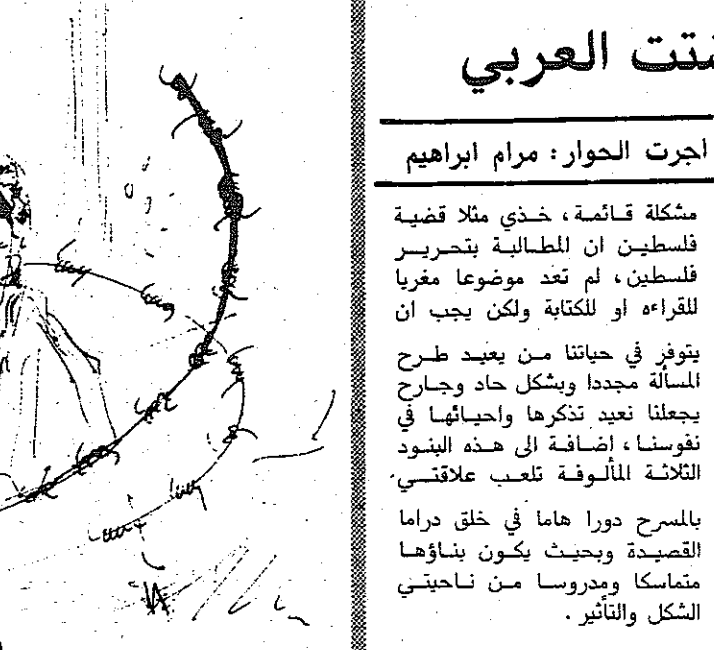 العربي
اجرت الحوار : مرام ابراهيم
مشكلة قائمة ، خذي مثلا قضية
فلسطين ان المطالبة بتحرير
فلسطين ، لم تعد موضوعا مغريا
للقراءه او للكتابة ولكن يجب ان
يتوفر في حياتنا من يعيد طرح
المسألة مجددا وبشكل حاد وجارح
يجعلنا نعيد تذكرها واحيائها في
نفوسنا ، اضافة الى هذه البنود
الثلاثة المألوفة تلعب علاقتي
بالمسرح دورا هاما في خلق دراما
القصيدة وبحيث يكون بناؤها
متماسكا ومدروسا من ناحيتي
الشكل والتأثير .